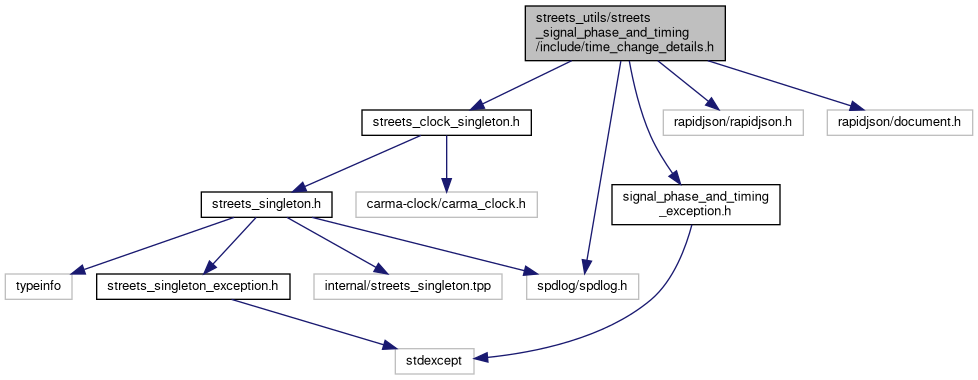 streets_utils/streets
_signal_phase_and_timing
/include/time_change_details.h
streets_clock_singleton.h
rapidjson/rapidjson.h
rapidjson/document.h
streets_singleton.h
carma-clock/carma_clock.h
signal_phase_and_timing
_exception.h
typeinfo
streets_singleton_exception.h
internal/streets_singleton.tpp
spdlog/spdlog.h
stdexcept